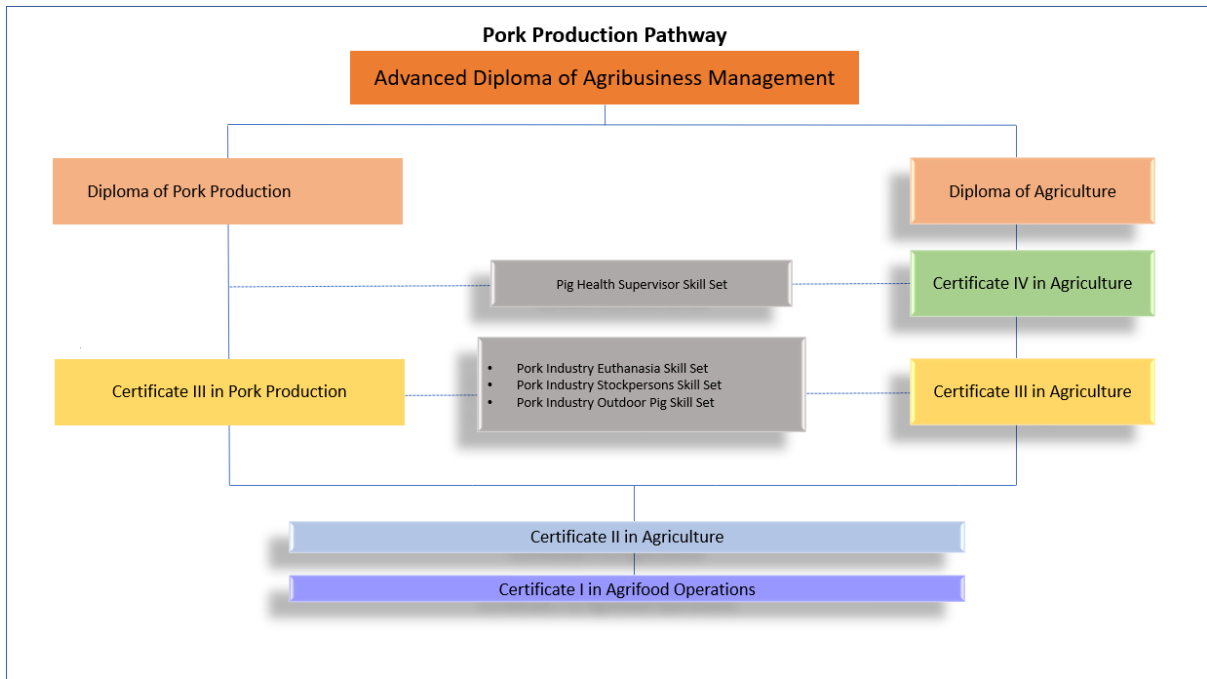 Pork Production Pathway
Advanced Diploma of Agribusiness Management
Diploma of Pork Production
Diploma of Agriculture
Pig Health Supervisor Skill Set
Certificate IV in Agriculture
Certificate III in Pork Production
• Pork Industry Euthanasia Skill Set
• Pork Industry Stockpersons Skill Set
• Pork Industry Outdoor Pig Skill Set
Certificate III in Agriculture
Certificate II in Agriculture
Certificate I in Agrifood Operations